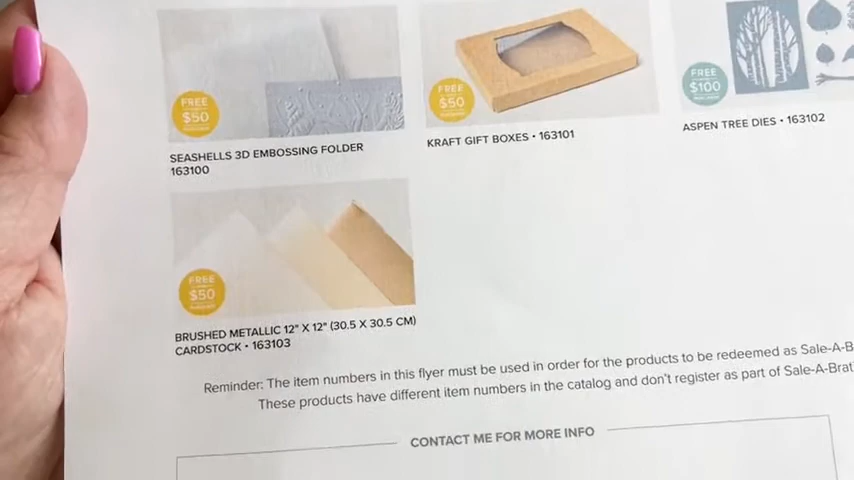 FREE
$50
FREE
$50
FREE
$100
SEASHELLS 3D EMBOSSING FOLDER
163100
KRAFT GIFT BOXES • 163101
ASPEN TREE DIES • 163102
FREE
$50
BRUSHED METALLIC 12" X 12" (30.5 X 30.5 CM)
CARDSTOCK • 163103
Reminder: The item numbers in this flyer must be used in order for the products to be redeemed as Sale-A-B
These products have different item numbers in the catalog and don't register as part of Sale-A-Brat
CONTACT ME FOR MORE INFO